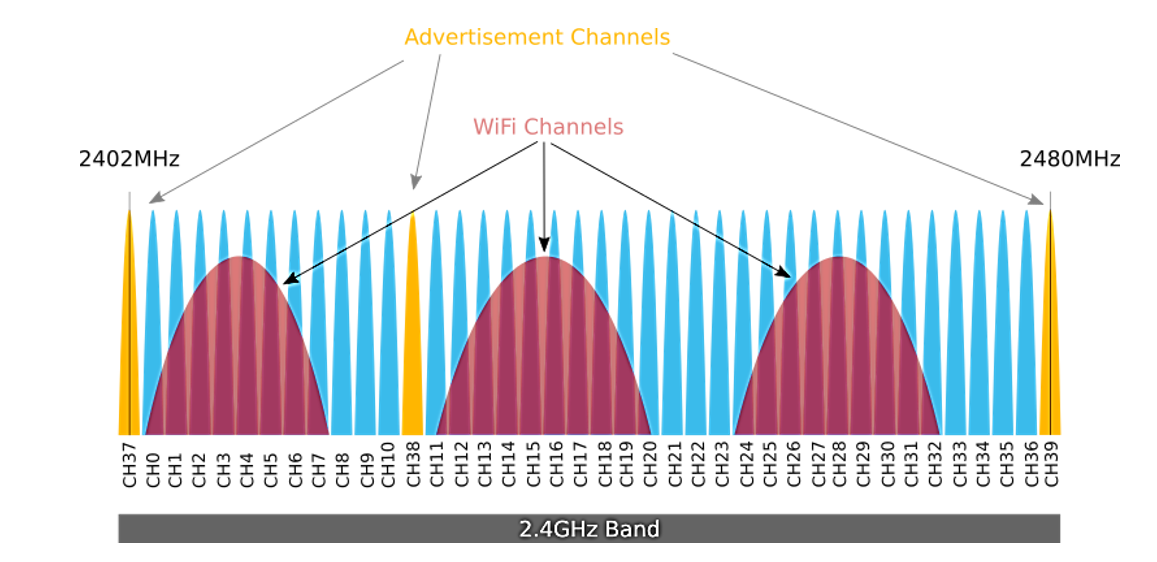 Advertisement Channels
WiFi Channels
2402MHz
2480MHz
CH37
CH0
CH1
CH2
CH3
CH4
CH5
CH6
CH7
CH8
CH9
CH10
CH38
CH11
CH12
CH13
CH14
CH15
CH16
CH17
CH18
CH19
CH20
CH21
CH22
CH23
CH24
CH25
CH26
CH27
CH28
CH29
CH30
CH31
CH32
CH33
CH34
CH35
CH36
CH39
2.4GHz Band